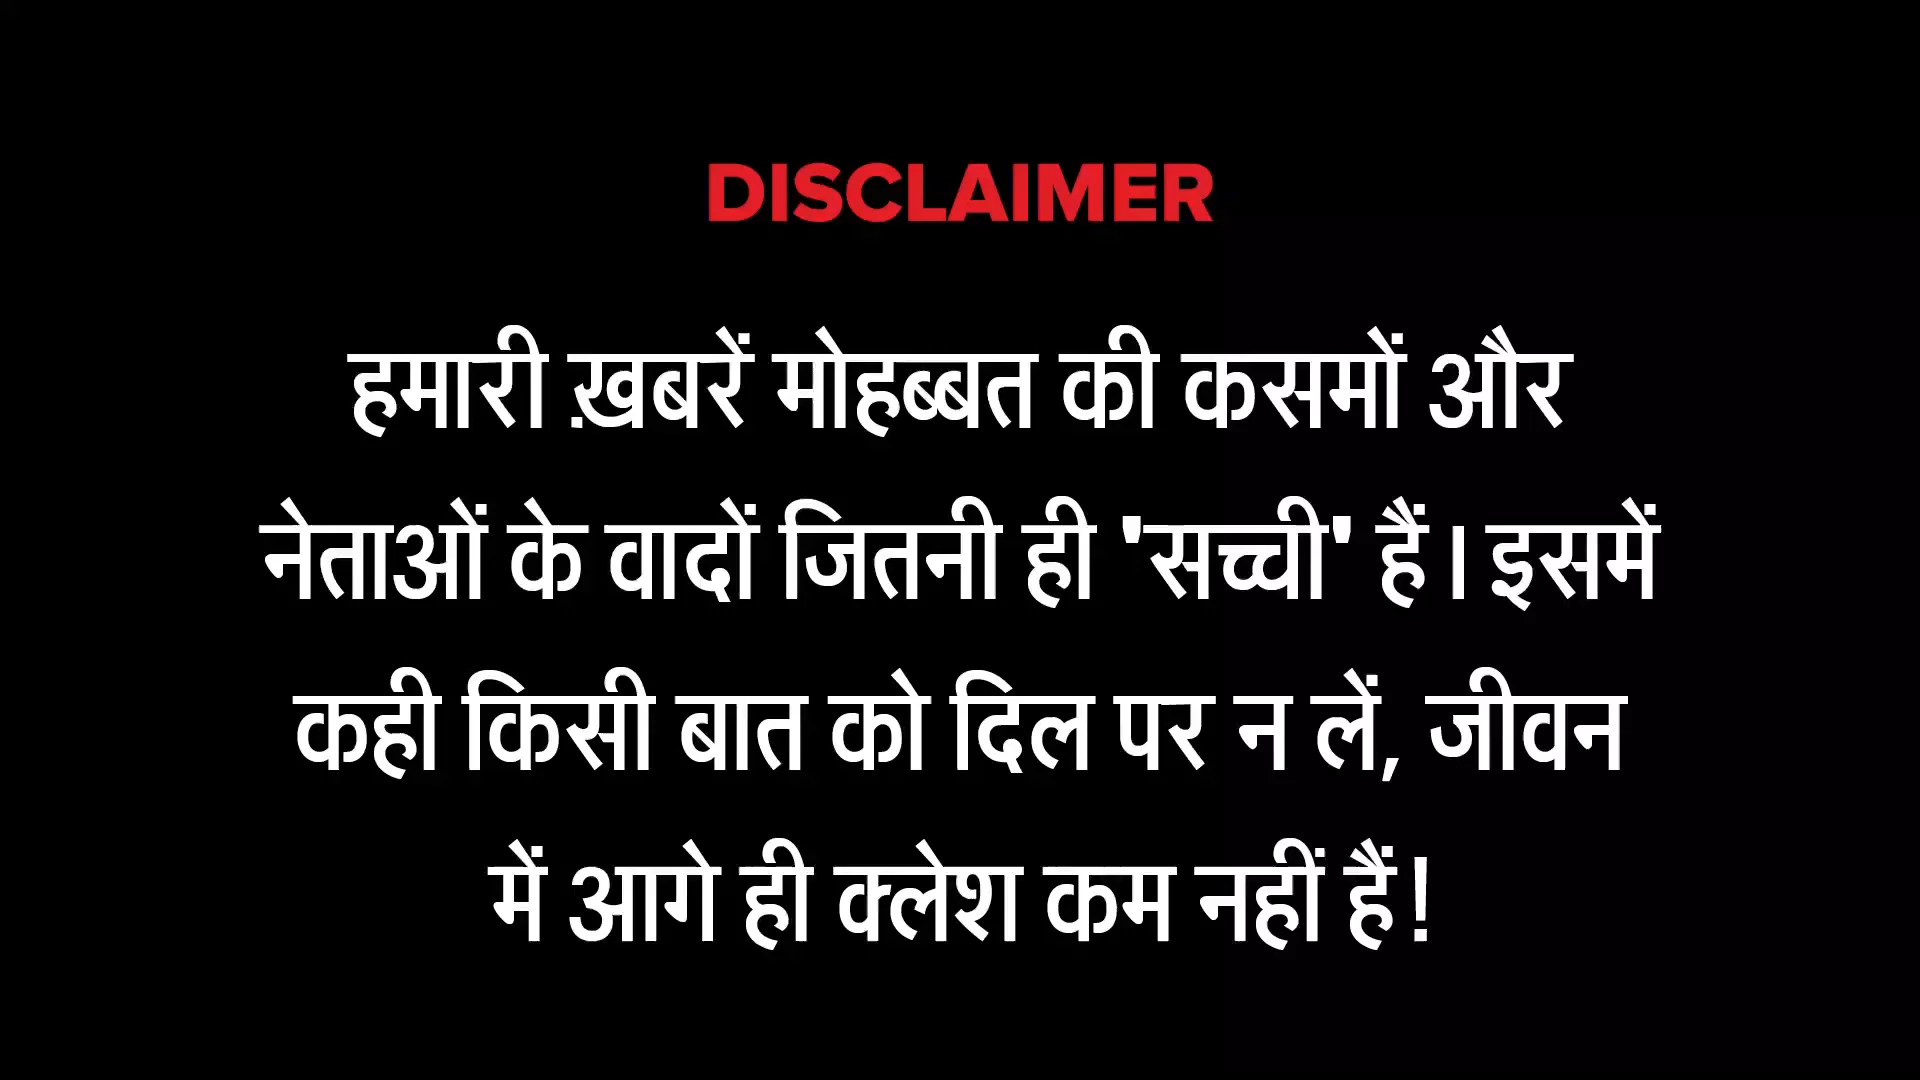 DISCLAIMER
हमारी ख़बरें मोहब्बत की कसमों और
नेताओं के वादों जितनी ही 'सच्ची' हैं। इसमें
कही किसी बात को दिल पर न लें, जीवन
में आगे ही क्लेश कम नहीं हैं!